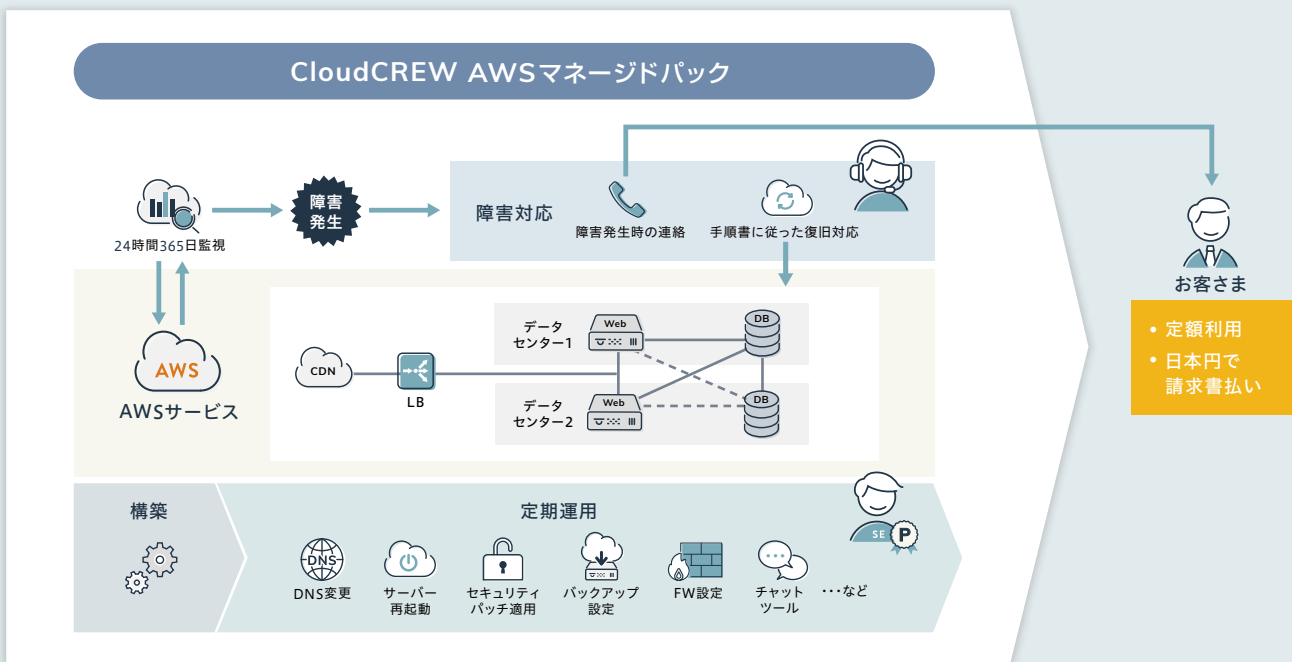 CloudCREW AWSマネージドパック
24時間365日監視
障害
発生
障害対応
障害発生時の連絡
手順書に従った復旧対応
お客さま
• 定額利用
• 日本円で
請求書払い
AWS
AWSサービス
CDN
LB
データ
センター1
Web
DB
データ
センター2
Web
DB
構築
定期運用
SE
P
DNS
DNS変更
サーバー
再起動
セキュリティ
パッチ適用
バックアップ
設定
FW設定
チャット
ツール
･･･など